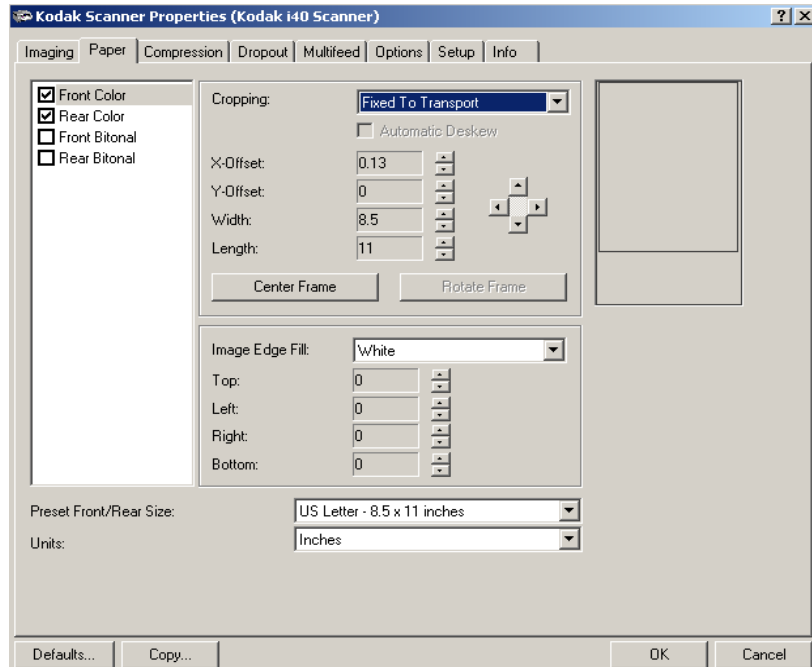 Kodak Scanner Properties (Kodak i40 Scanner)
Imaging Paper Compression Dropout Multifeed Options Setup Info
Front Color
Rear Color
Front Bitonal
Rear Bitonal
Cropping: Fixed To Transport
Automatic Deskew
X-Offset: 0.13
Y-Offset: 0
Width: 8.5
Length: 11
Center Frame Rotate Frame
Image Edge Fill: White
Top: 0
Left: 0
Right: 0
Bottom: 0
Preset Front/Rear Size: US Letter - 8.5 x 11 inches
Units: Inches
Defaults... Copy... OK Cancel